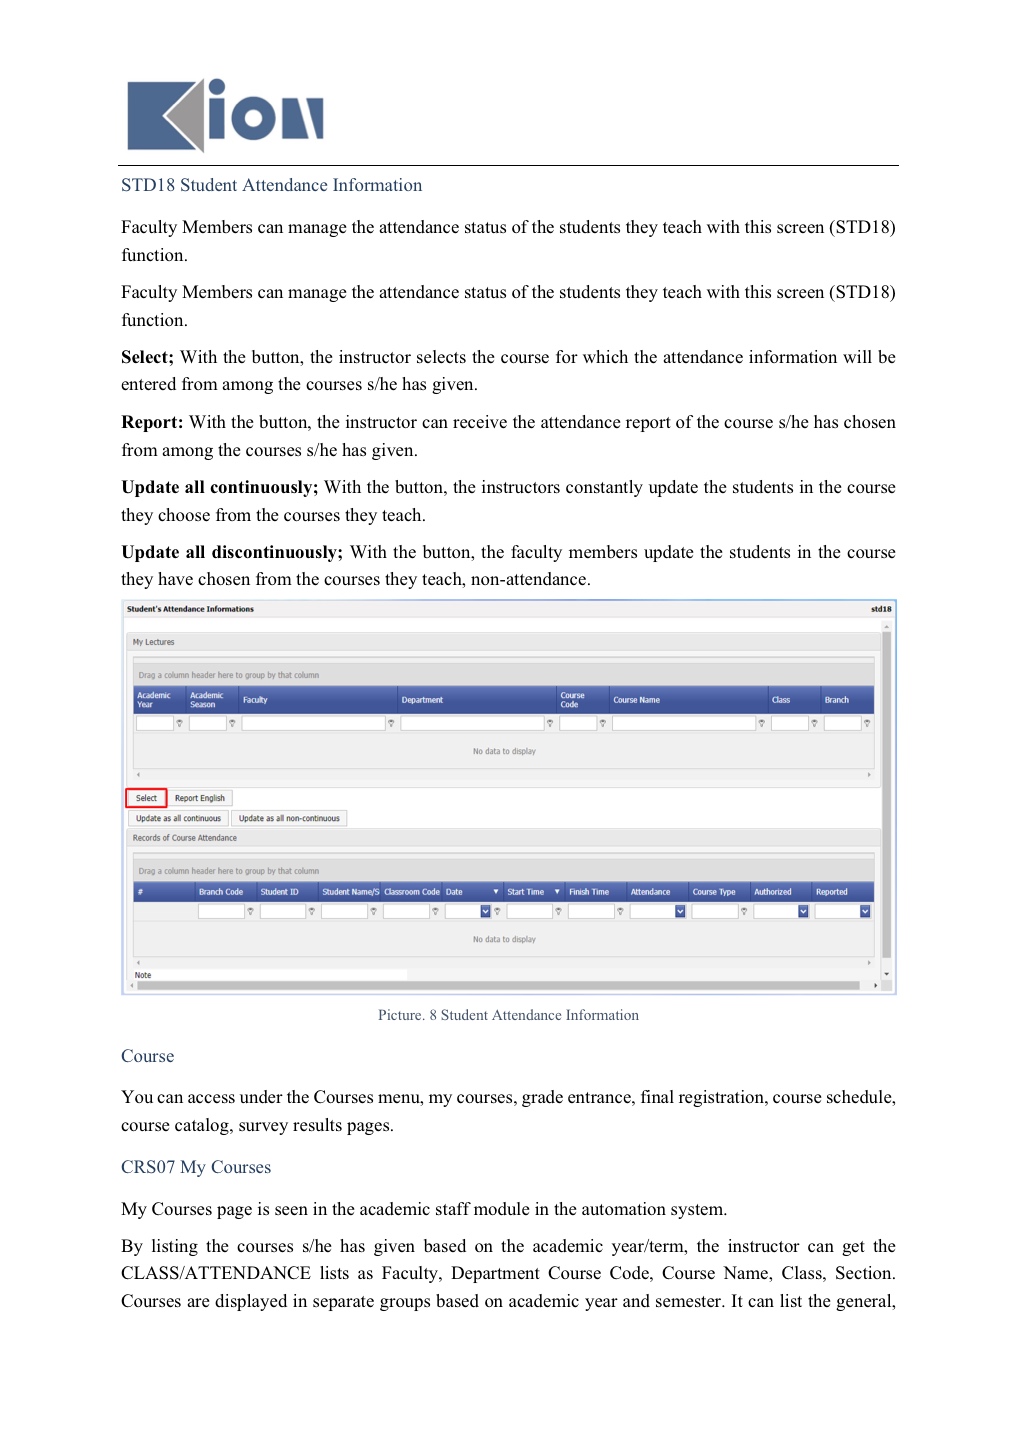 Kion
STD18 Student Attendance Information
Faculty Members can manage the attendance status of the students they teach with this screen (STD18)
function.
Faculty Members can manage the attendance status of the students they teach with this screen (STD18)
function.
Select; With the button, the instructor selects the course for which the attendance information will be
entered from among the courses s/he has given.
Report: With the button, the instructor can receive the attendance report of the course s/he has chosen
from among the courses s/he has given.
Update all continuously; With the button, the instructors constantly update the students in the course
they choose from the courses they teach.
Update all discontinuously; With the button, the faculty members update the students in the course
they have chosen from the courses they teach, non-attendance.
Student's Attendance Informations std18
My Lectures
Drag a column header here to group by that column
Academic Year Academic Season Faculty Department Course Code Course Name Class Branch
No data to display
Select Report English
Update as all continuous Update as all non-continuous
Records of Course Attendance
Drag a column header here to group by that column
# Branch Code Student ID Student Name/S Classroom Code Date Start Time Finish Time Attendance Course Type Authorized Reported
No data to display
Note
Picture. 8 Student Attendance Information
Course
You can access under the Courses menu, my courses, grade entrance, final registration, course schedule,
course catalog, survey results pages.
CRS07 My Courses
My Courses page is seen in the academic staff module in the automation system.
By listing the courses s/he has given based on the academic year/term, the instructor can get the
CLASS/ATTENDANCE lists as Faculty, Department Course Code, Course Name, Class, Section.
Courses are displayed in separate groups based on academic year and semester. It can list the general,